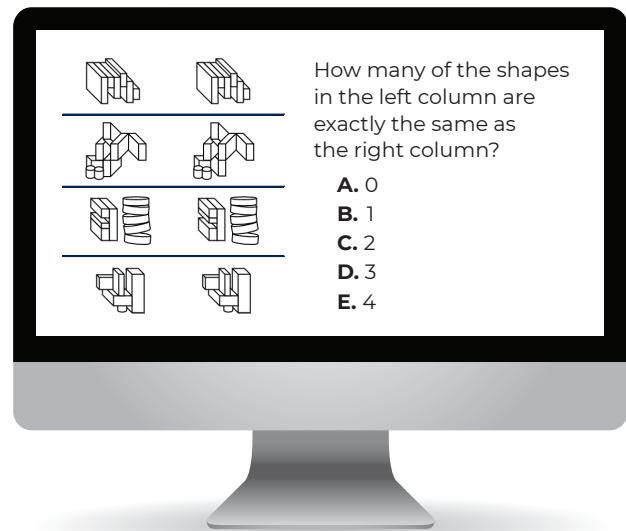 How many of the shapes
in the left column are
exactly the same as
the right column?
A. 0
B. 1
C. 2
D. 3
E. 4